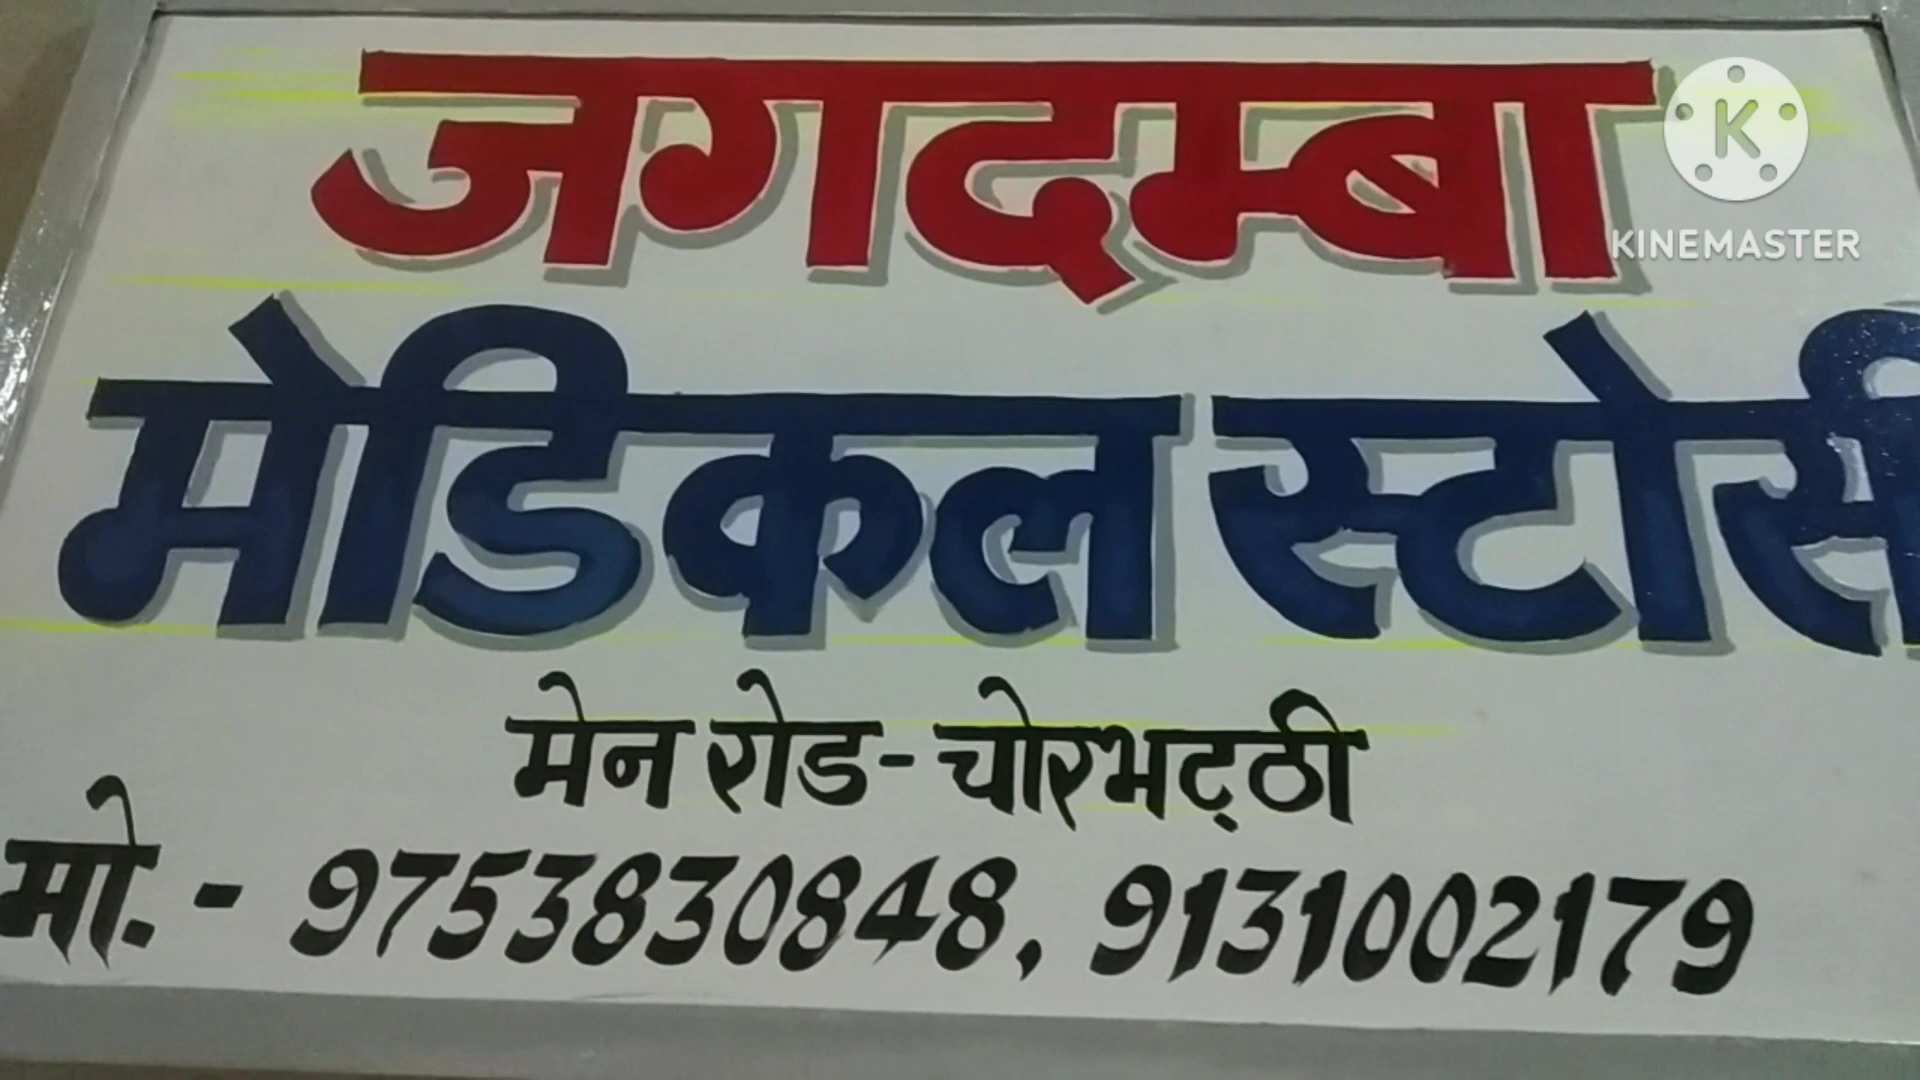 जगदम्बा
मेडिकल स्टोर्स
मेन रोड - चोरभट्ठी
मो. - 9753830848, 9131002179
K
KINEMASTER